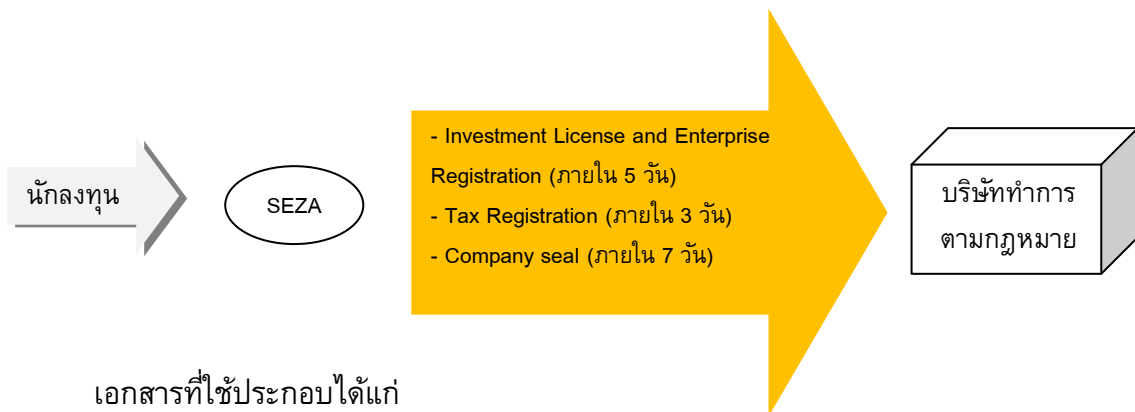 นักลงทุน
SEZA
- Investment License and Enterprise
Registration (ภายใน 5 วัน)
- Tax Registration (ภายใน 3 วัน)
- Company seal (ภายใน 7 วัน)
บริษัททำการ
ตามกฎหมาย
เอกสารที่ใช้ประกอบได้แก่